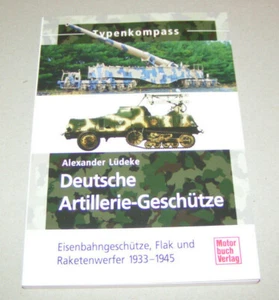 Typenkompass
Alexander Lüdeke
Deutsche
Artillerie-Geschütze
Eisenbahngeschütze, Flak und
Raketenwerfer 1933–1945
Motor
buch
Verlag